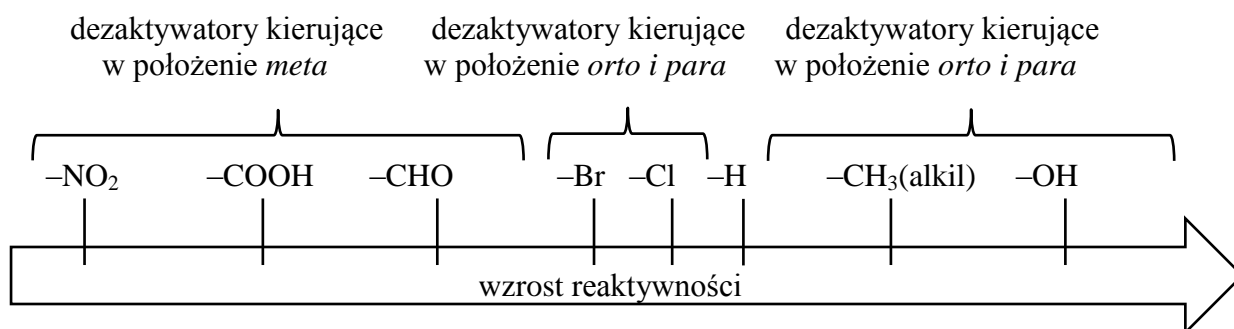 dezaktywatory kierujące
w położenie meta
dezaktywatory kierujące
w położenie orto i para
dezaktywatory kierujące
w położenie orto i para
–NO₂ –COOH –CHO –Br –Cl –H –CH₃(alkil) –OH
wzrost reaktywności